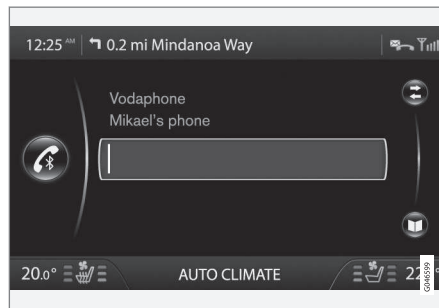 12:25 AM 0.2 mi Mindanoa Way
Vodaphone
Mikael's phone
20.0° AUTO CLIMATE 22
G046599